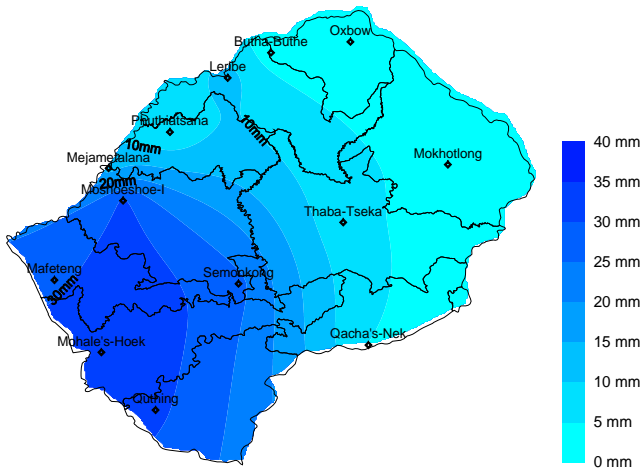 Oxbow
Butha-Buthe
Leribe
Phuthiatsana
10mm
10mm
Mejametalana
Mokhotlong
20mm
Moshoeshoe-I
Thaba-Tseka
Mafeteng
Semonkong
30mm
Mohale's-Hoek
Qacha's-Nek
Quthing
40 mm
35 mm
30 mm
25 mm
20 mm
15 mm
10 mm
5 mm
0 mm